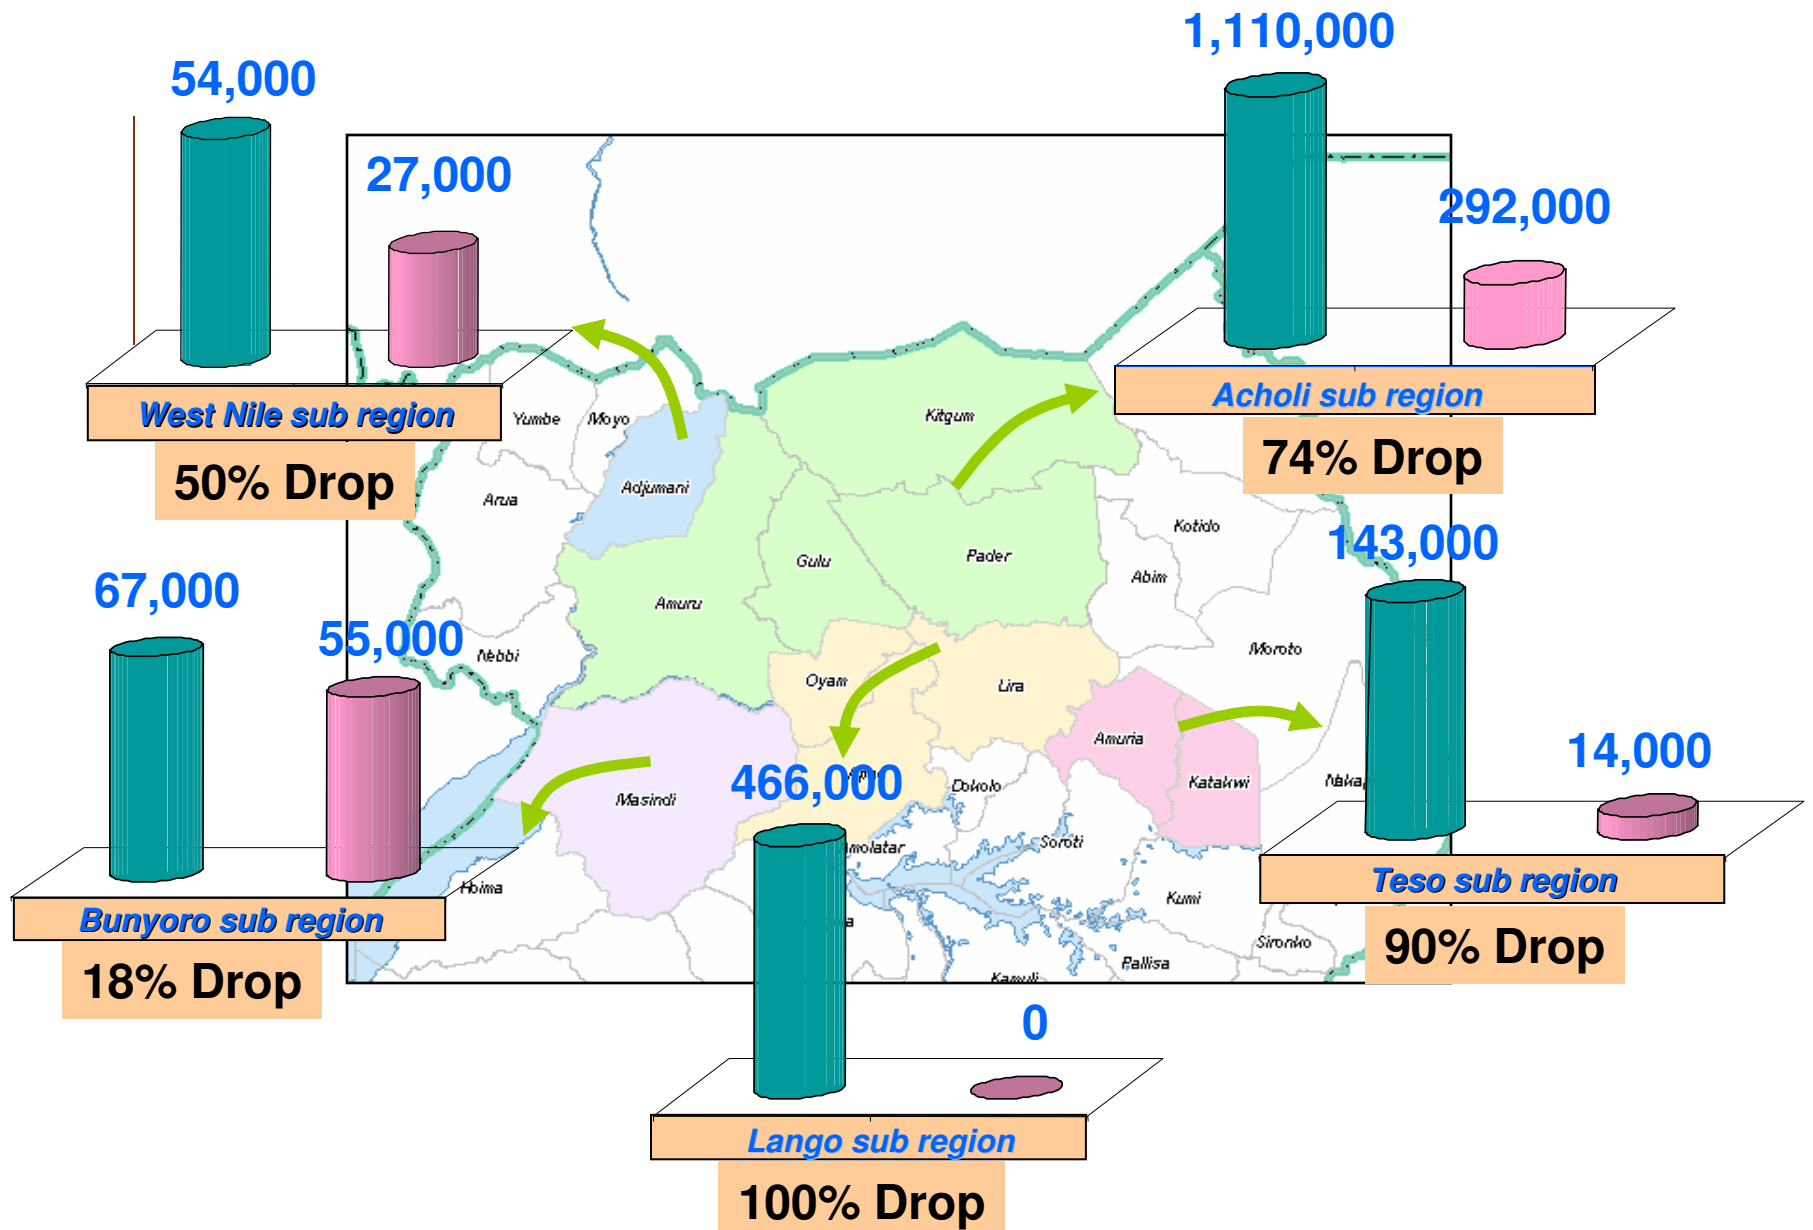 1,110,000
54,000
27,000
292,000
West Nile sub region
50% Drop
Acholi sub region
74% Drop
Yumbe
Moyo
Kitgum
Adjumani
Arua
Kotido
143,000
Gulu
Pader
Abim
67,000
Amuru
55,000
Nebbi
Moroto
Oyam
Lira
Amuria
14,000
466,000
Masindi
Dokolo
Katakwi
Soroti
Hoima
Kumi
Teso sub region
Bunyoro sub region
90% Drop
Sironko
18% Drop
Pallisa
Kamuli
0
Lango sub region
100% Drop